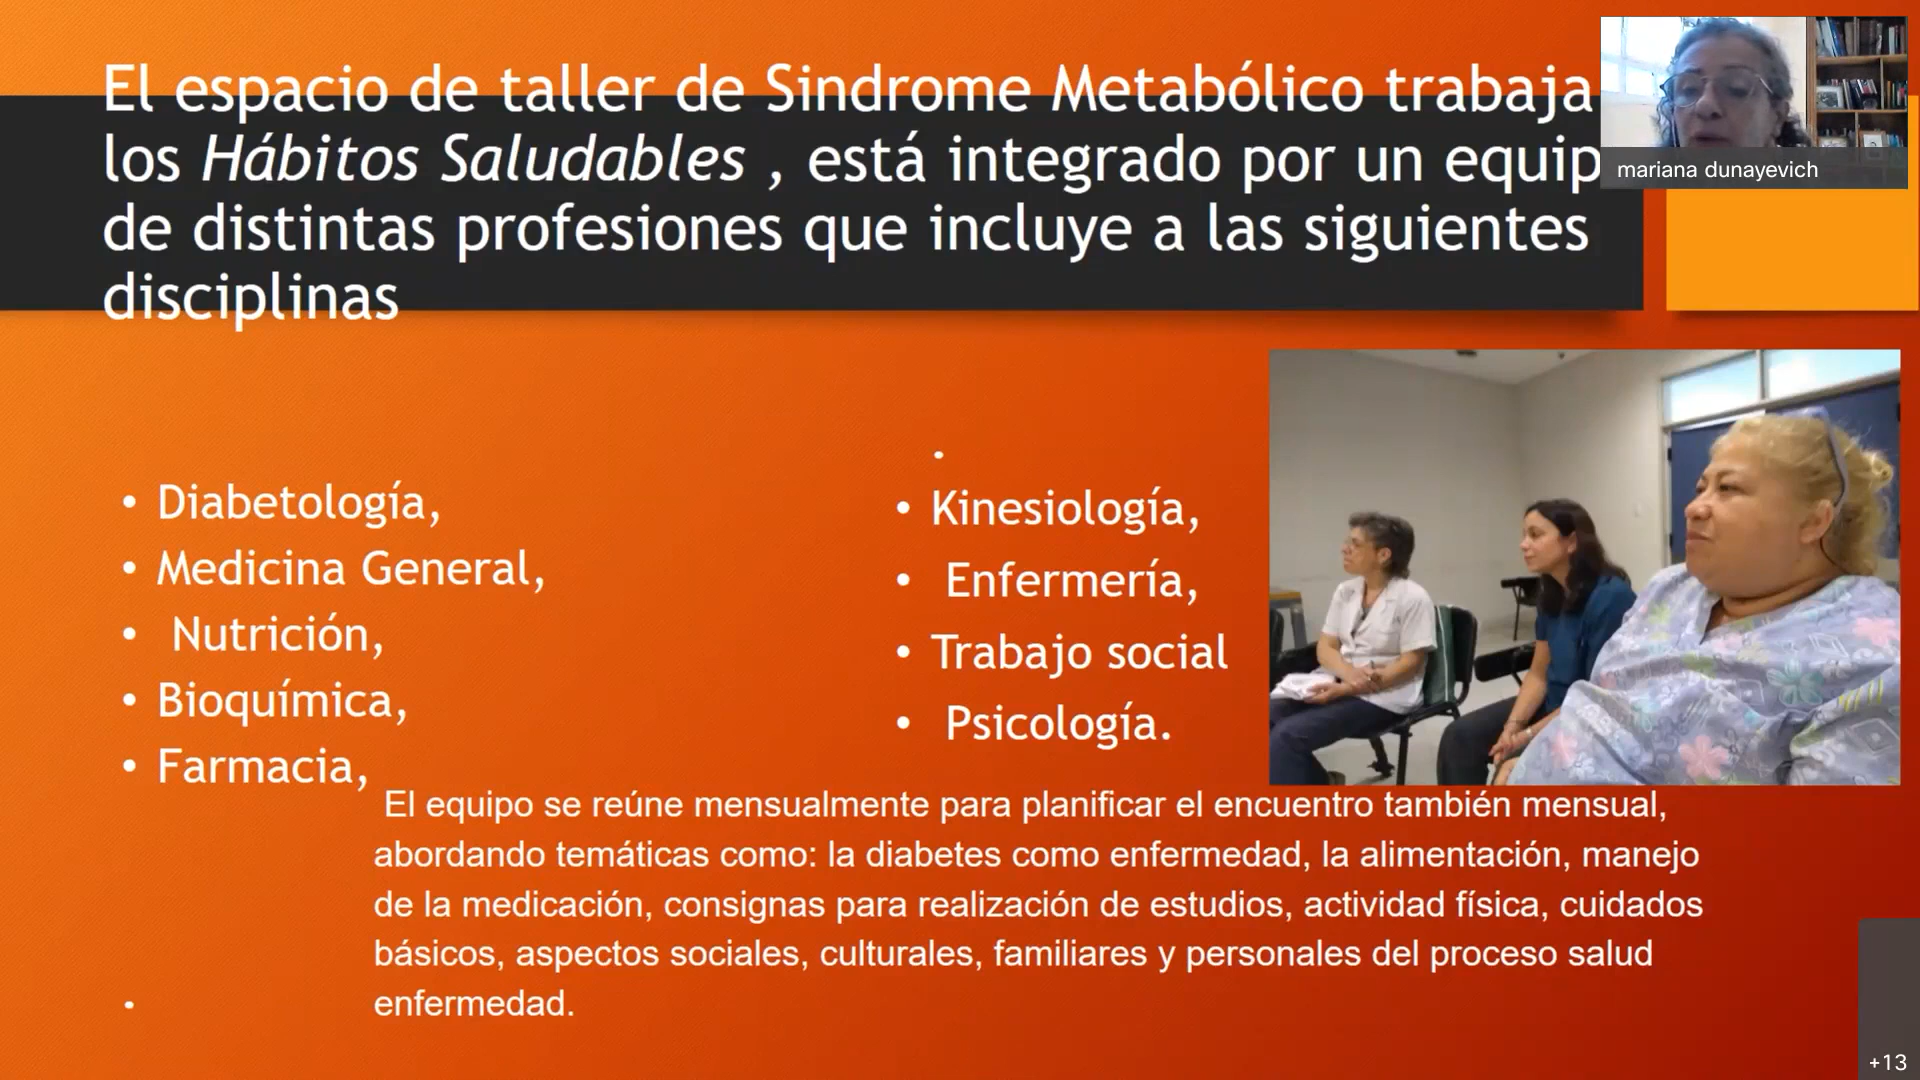 El espacio de taller de Sindrome Metabólico trabaja
los Hábitos Saludables , está integrado por un equip
de distintas profesiones que incluye a las siguientes
disciplinas
mariana dunayevich
• Diabetología,
• Medicina General,
• Nutrición,
• Bioquímica,
• Farmacia,
•
• Kinesiología,
• Enfermería,
• Trabajo social
• Psicología.
El equipo se reúne mensualmente para planificar el encuentro también mensual,
abordando temáticas como: la diabetes como enfermedad, la alimentación, manejo
de la medicación, consignas para realización de estudios, actividad física, cuidados
básicos, aspectos sociales, culturales, familiares y personales del proceso salud
enfermedad.
•
+13